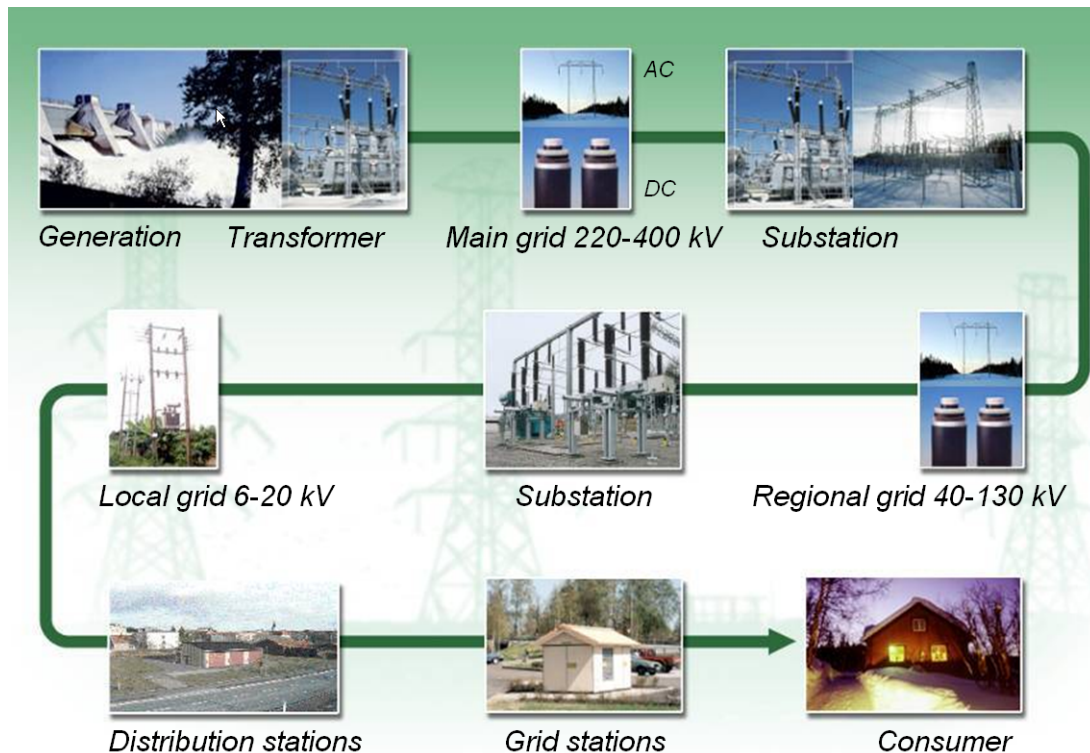 AC
DC
Generation
Transformer
Main grid 220-400 kV
Substation
Local grid 6-20 kV
Substation
Regional grid 40-130 kV
Distribution stations
Grid stations
Consumer